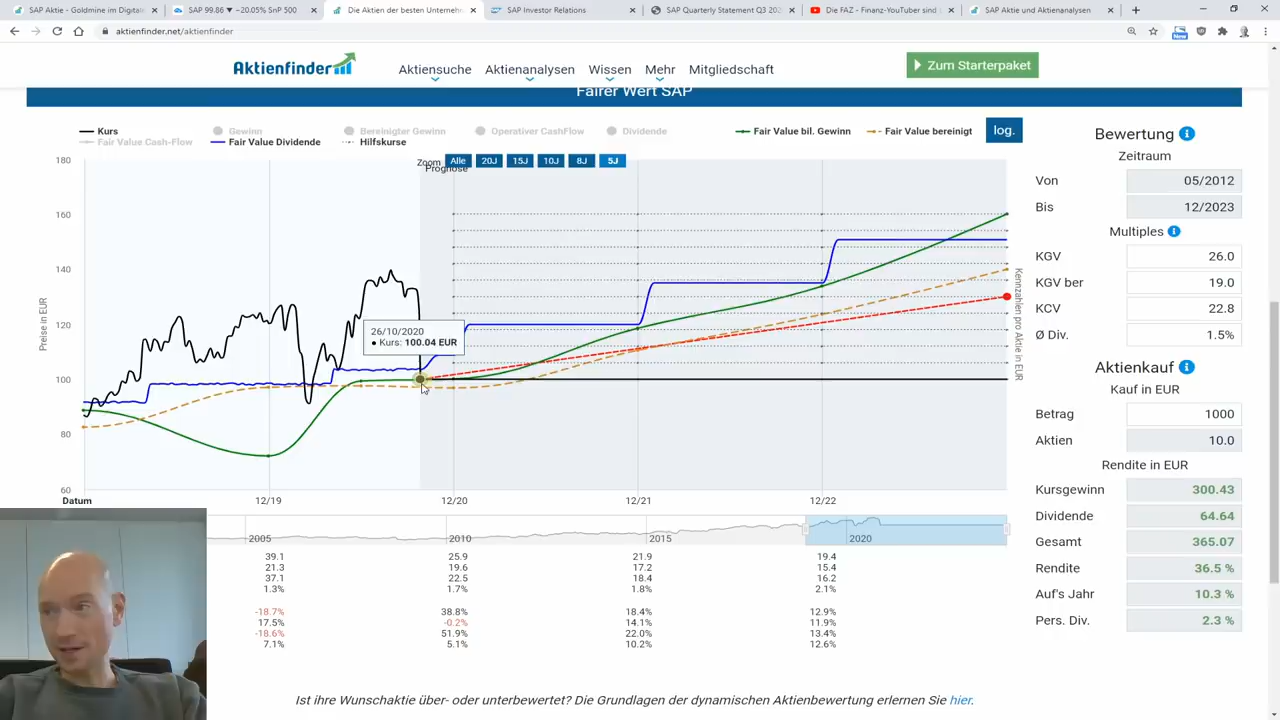 SAP Aktie - Goldmine im Digitale
SAP 99,86 ▼ −20.05% SnP 500
Die Aktien der besten Unternehm
SAP Investor Relations
SAP Quarterly Statement Q3 202
Die FAZ - Finanz-YouTuber sind
SAP Aktie und Aktienanalysen
aktienfinder.net/aktienfinder
New
Aktienfinder
Aktiensuche
Aktienanalysen
Wissen
Mehr
Mitgliedschaft
Zum Starterpaket
Fairer Wert SAP
Kurs
Gewinn
Bereinigter Gewinn
Operativer CashFlow
Dividende
Fair Value bil. Gewinn
Fair Value bereinigt
Fair Value Cash-Flow
Fair Value Dividende
Hilfskurse
log.
Zoom
Alle
20J
15J
10J
8J
5J
Prognose
180
160
140
120
100
80
60
Preise in EUR
Kennzahlen pro Aktie in EUR
26/10/2020
Kurs: 100.04 EUR
Datum
12/19
12/20
12/21
12/22
2005
2010
2015
2020
39.1 25.9 21.9 19.4
21.3 19.6 17.2 15.4
37.1 22.5 18.4 16.2
1.3% 1.7% 1.8% 2.1%
-18.7% 38.8% 18.4% 12.9%
17.5% -0.2% 14.1% 11.9%
-18.6% 51.9% 22.0% 13.4%
7.1% 5.1% 10.2% 12.6%
Bewertung
Zeitraum
Von 05/2012
Bis 12/2023
Multiples
KGV 26.0
KGV ber 19.0
KCV 22.8
Ø Div. 1.5%
Aktienkauf
Kauf in EUR
Betrag 1000
Aktien 10.0
Rendite in EUR
Kursgewinn 300.43
Dividende 64.64
Gesamt 365.07
Rendite 36.5 %
Auf's Jahr 10.3 %
Pers. Div. 2.3 %
Ist ihre Wunschaktie über- oder unterbewertet? Die Grundlagen der dynamischen Aktienbewertung erlernen Sie hier.